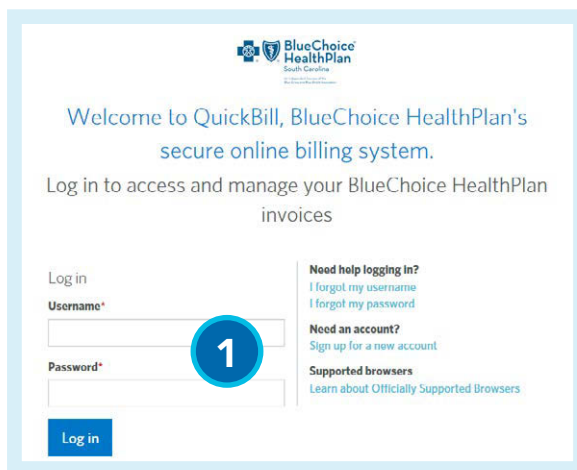 BlueChoice
HealthPlan
South Carolina
Welcome to QuickBill, BlueChoice HealthPlan's
secure online billing system.
Log in to access and manage your BlueChoice HealthPlan
invoices
Log in
Username*
Password*
Log in
1
Need help logging in?
I forgot my username
I forgot my password
Need an account?
Sign up for a new account
Supported browsers
Learn about Officially Supported Browsers